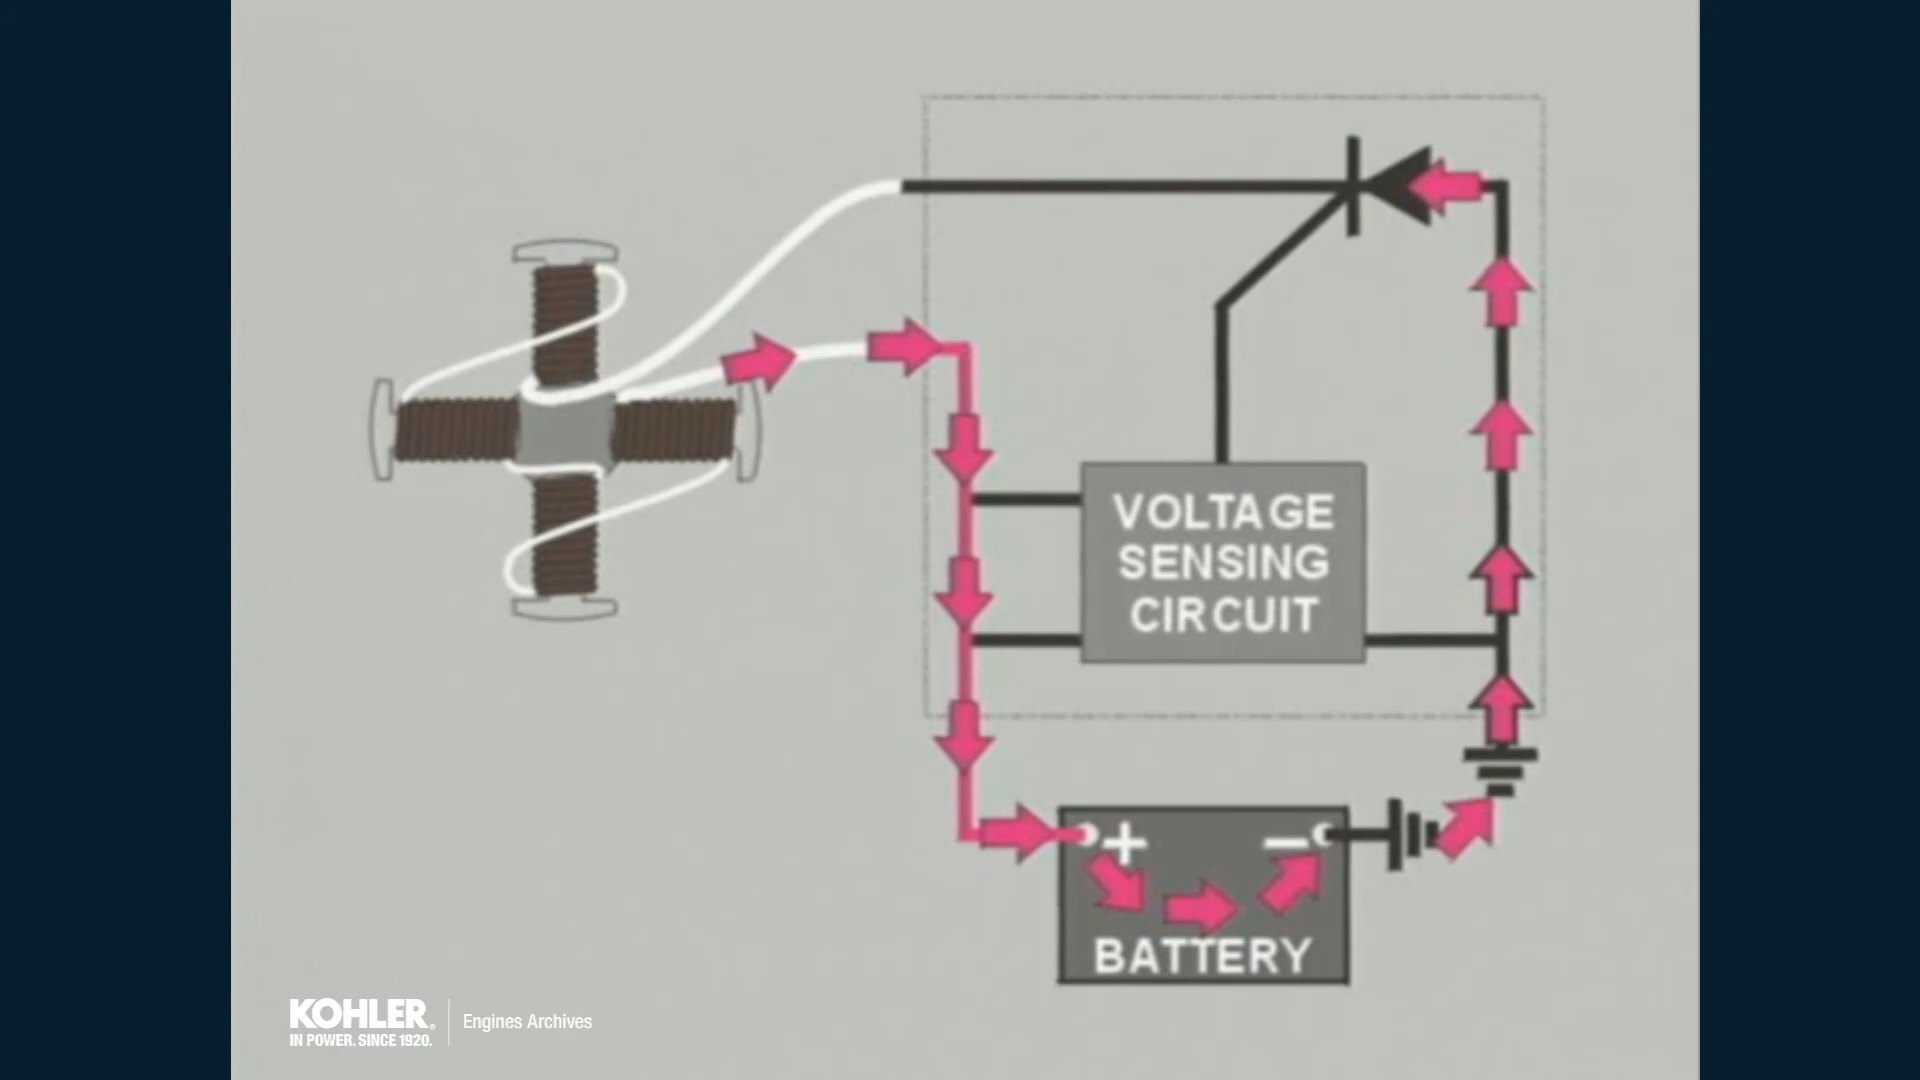 VOLTAGE
SENSING
CIRCUIT
+ −
BATTERY
KOHLER®
IN POWER. SINCE 1920.
Engines Archives